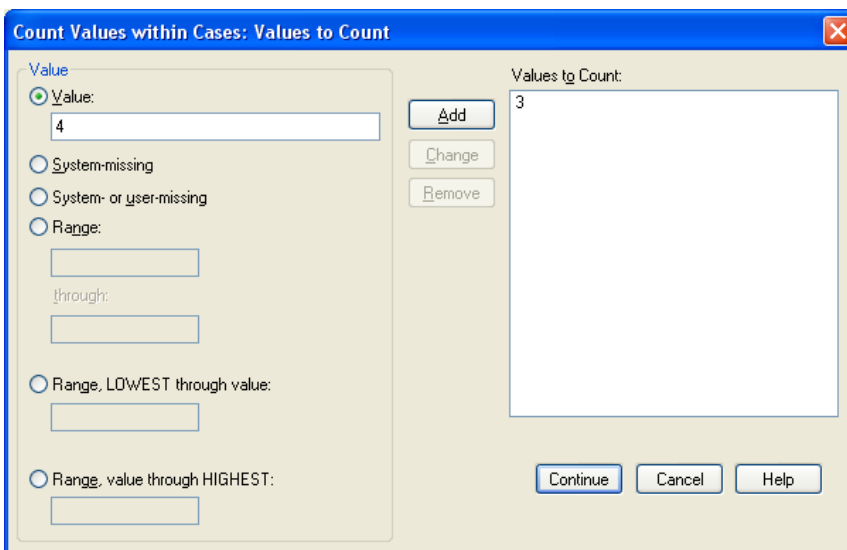 Count Values within Cases: Values to Count
Value
Value:
4
System-missing
System- or user-missing
Range:
through:
Range, LOWEST through value:
Range, value through HIGHEST:
Add
Change
Remove
Values to Count:
3
Continue
Cancel
Help